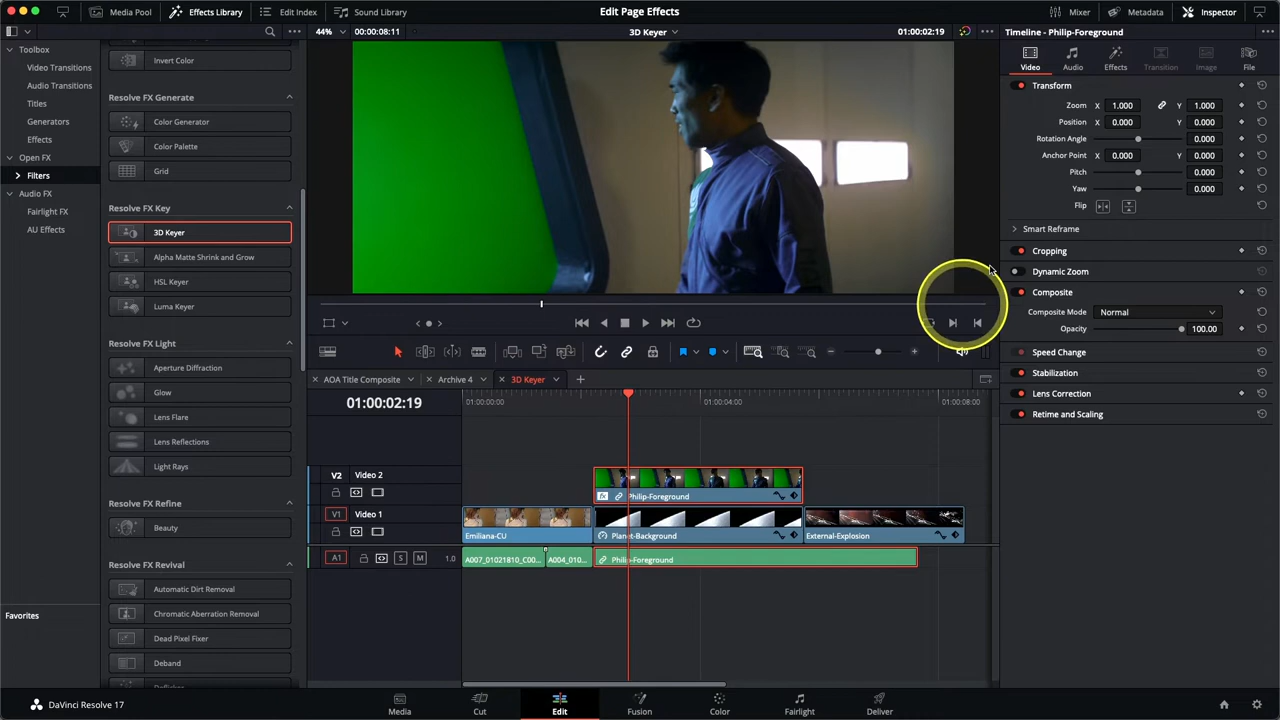 Media Pool
Effects Library
Edit Index
Sound Library
Edit Page Effects
Mixer
Metadata
Inspector
44%
00:00:08:11
3D Keyer
01:00:02:19
Timeline - Philip-Foreground
Toolbox
Video Transitions
Audio Transitions
Titles
Generators
Effects
Open FX
Filters
Audio FX
Fairlight FX
AU Effects
Favorites
Invert Color
Resolve FX Generate
Color Generator
Color Palette
Grid
Resolve FX Key
3D Keyer
Alpha Matte Shrink and Grow
HSL Keyer
Luma Keyer
Resolve FX Light
Aperture Diffraction
Glow
Lens Flare
Lens Reflections
Light Rays
Resolve FX Refine
Beauty
Resolve FX Revival
Automatic Dirt Removal
Chromatic Aberration Removal
Dead Pixel Fixer
Deband
Video
Audio
Effects
Transition
Image
File
Transform
Zoom X 1.000 Y 1.000
Position X 0.000 Y 0.000
Rotation Angle 0.000
Anchor Point X 0.000 Y 0.000
Pitch 0.000
Yaw 0.000
Flip
Smart Reframe
Cropping
Dynamic Zoom
Composite
Composite Mode Normal
Opacity 100.00
Speed Change
Stabilization
Lens Correction
Retime and Scaling
AOA Title Composite
Archive 4
3D Keyer
01:00:02:19
01:00:00:00
01:00:04:00
01:00:08:00
V2 Video 2
Philip-Foreground
V1 Video 1
Emiliana-CU
Planet-Background
External-Explosion
A1 S M 1.0
A007_01021810_C00...
A004_010...
Philip-Foreground
DaVinci Resolve 17
Media
Cut
Edit
Fusion
Color
Fairlight
Deliver